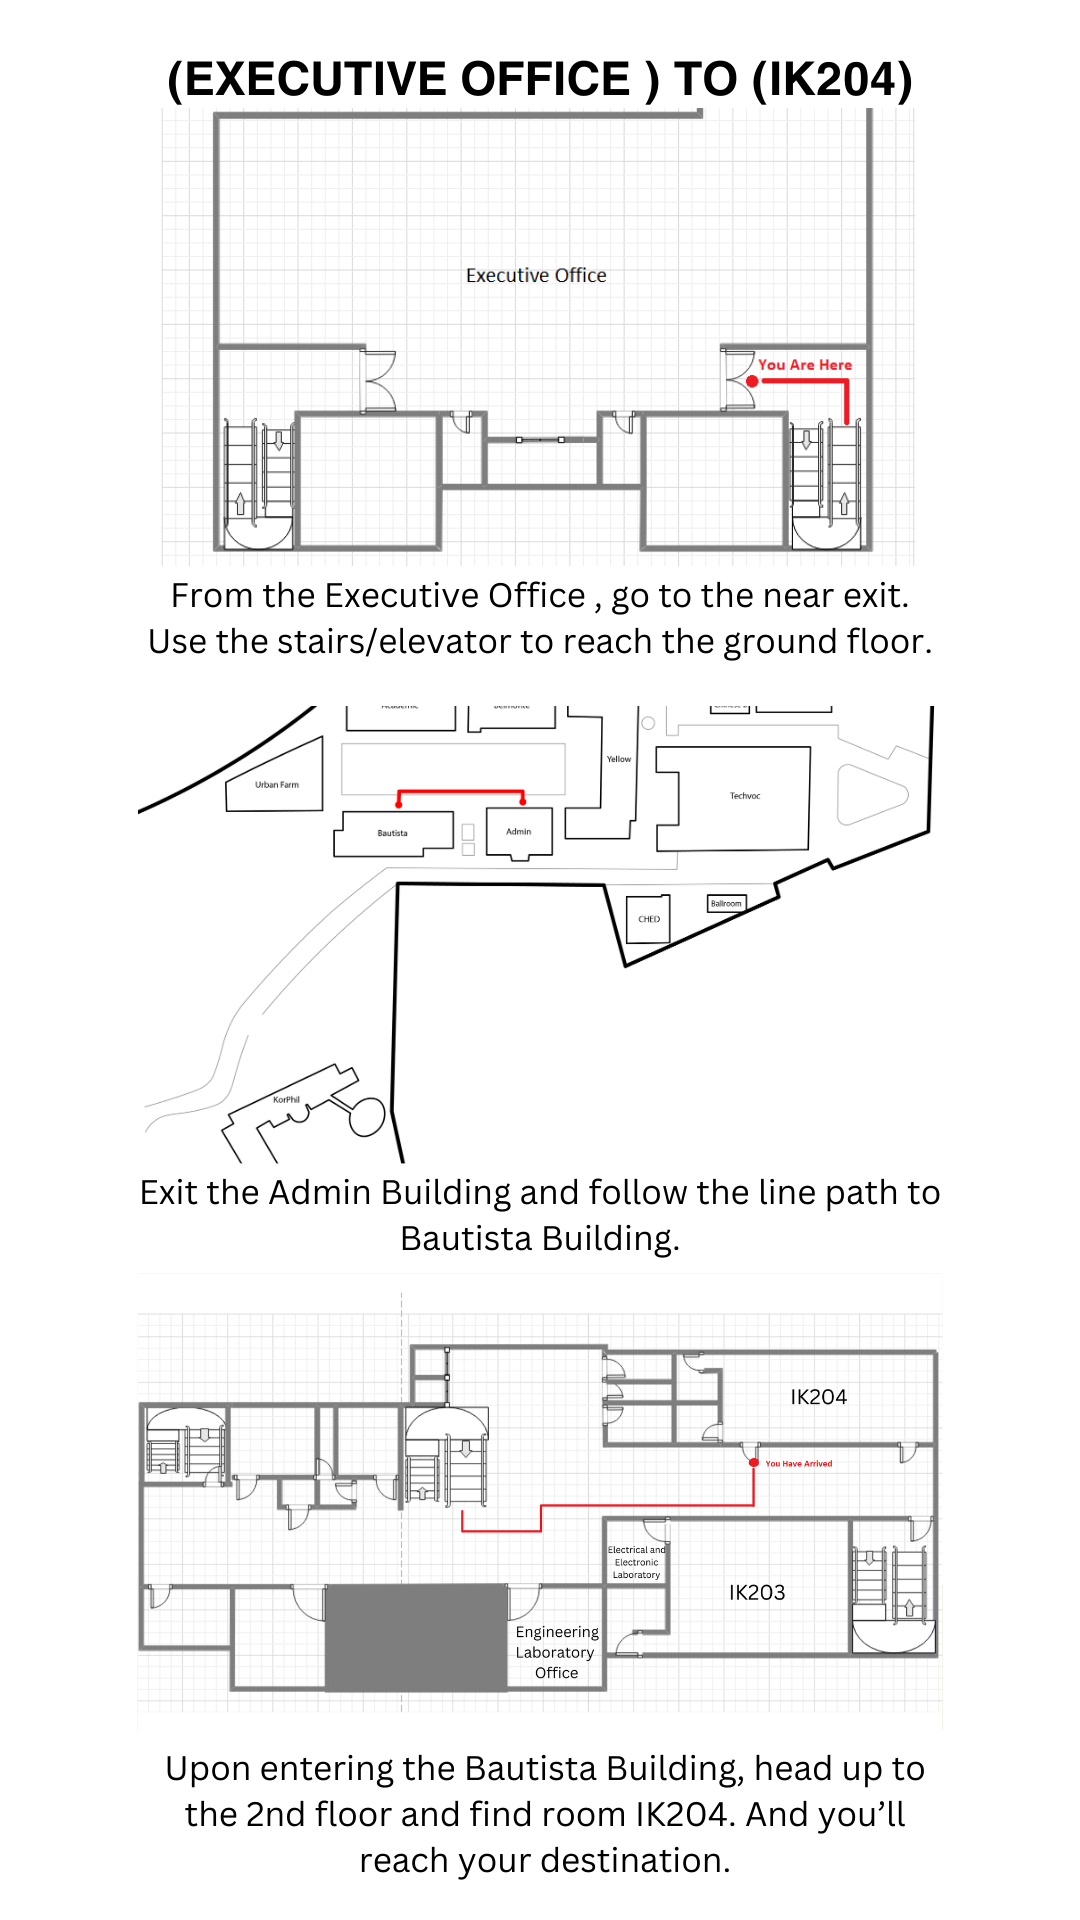 (EXECUTIVE OFFICE ) TO (IK204)
Executive Office
You Are Here
From the Executive Office , go to the near exit.
Use the stairs/elevator to reach the ground floor.
Urban Farm
Yellow
Techvoc
Bautista
Admin
CHED
Ballroom
KorPhil
Exit the Admin Building and follow the line path to
Bautista Building.
IK204
You Have Arrived
Electrical and
Electronic
Laboratory
IK203
Engineering
Laboratory
Office
Upon entering the Bautista Building, head up to
the 2nd floor and find room IK204. And you’ll
reach your destination.